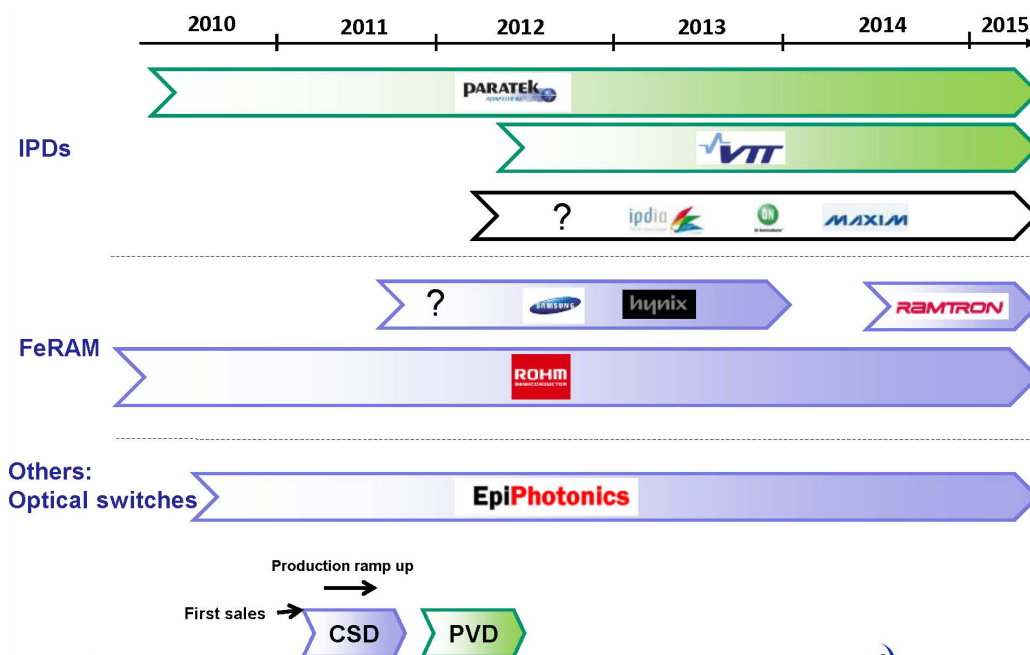 2010 2011 2012 2013 2014 2015
PARATEK
IPDs
VTT
? ipdia ON MAXIM
? SAMSUNG hynix RAMTRON
FeRAM
ROHM
SEMICONDUCTOR
Others:
Optical switches
EpiPhotonics
Production ramp up
First sales
CSD PVD